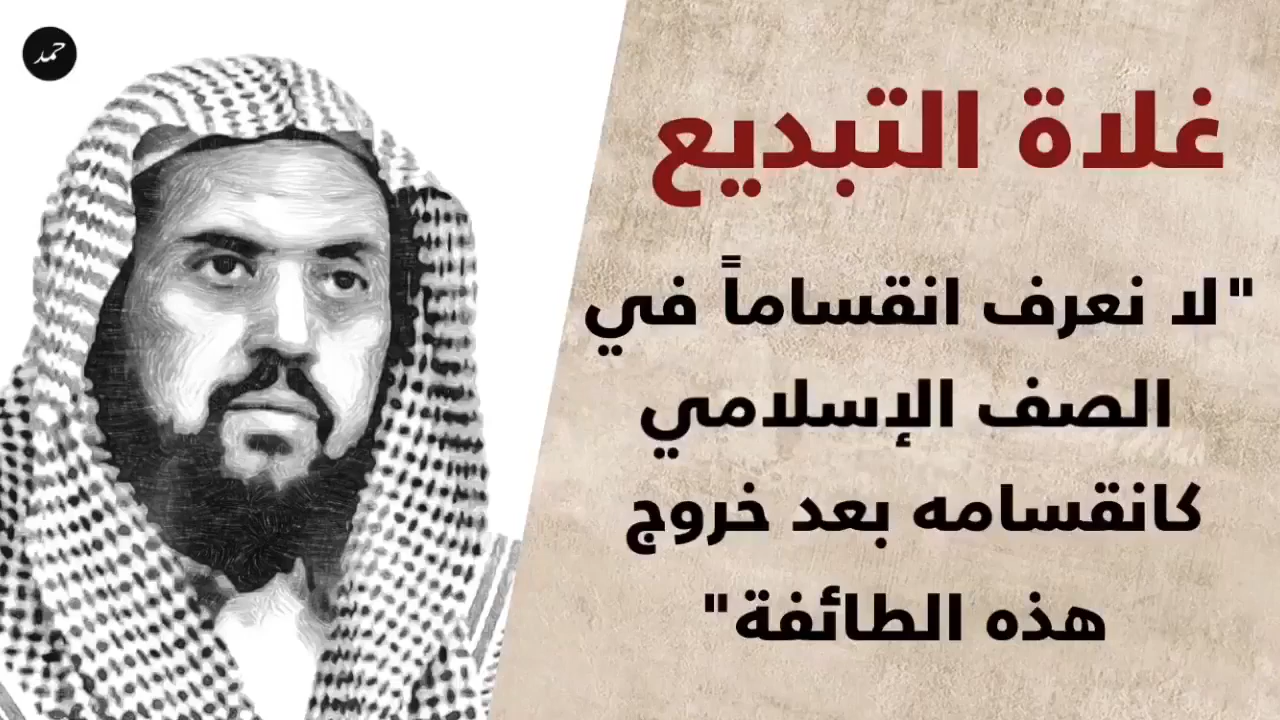 حمد
غلاة التبديع
"لا نعرف انقساماً في
الصف الإسلامي
كانقسامه بعد خروج
هذه الطائفة"